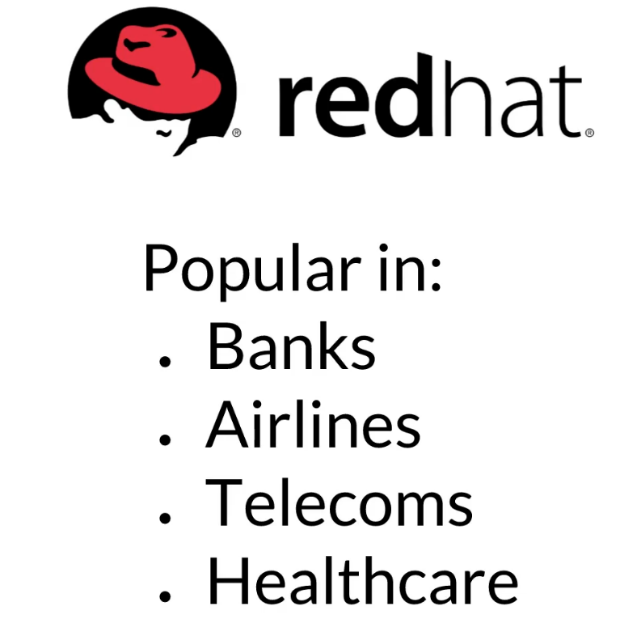 redhat.
Popular in:
. Banks
. Airlines
. Telecoms
. Healthcare